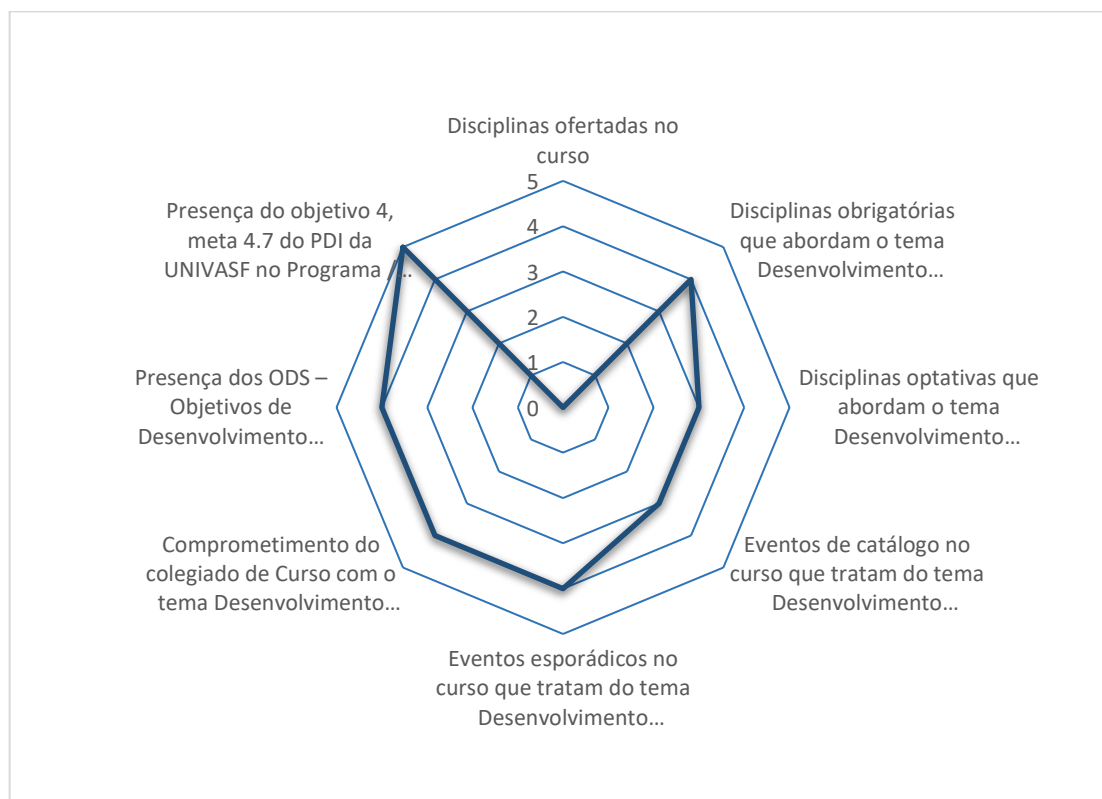 Disciplinas ofertadas no
curso
5
4
3
2
1
0
Disciplinas obrigatórias
que abordam o tema
Desenvolvimento...
Disciplinas optativas que
abordam o tema
Desenvolvimento...
Eventos de catálogo no
curso que tratam do tema
Desenvolvimento...
Eventos esporádicos no
curso que tratam do tema
Desenvolvimento...
Comprometimento do
colegiado de Curso com o
tema Desenvolvimento...
Presença dos ODS –
Objetivos de
Desenvolvimento...
Presença do objetivo 4,
meta 4.7 do PDI da
UNIVASF no Programa /...